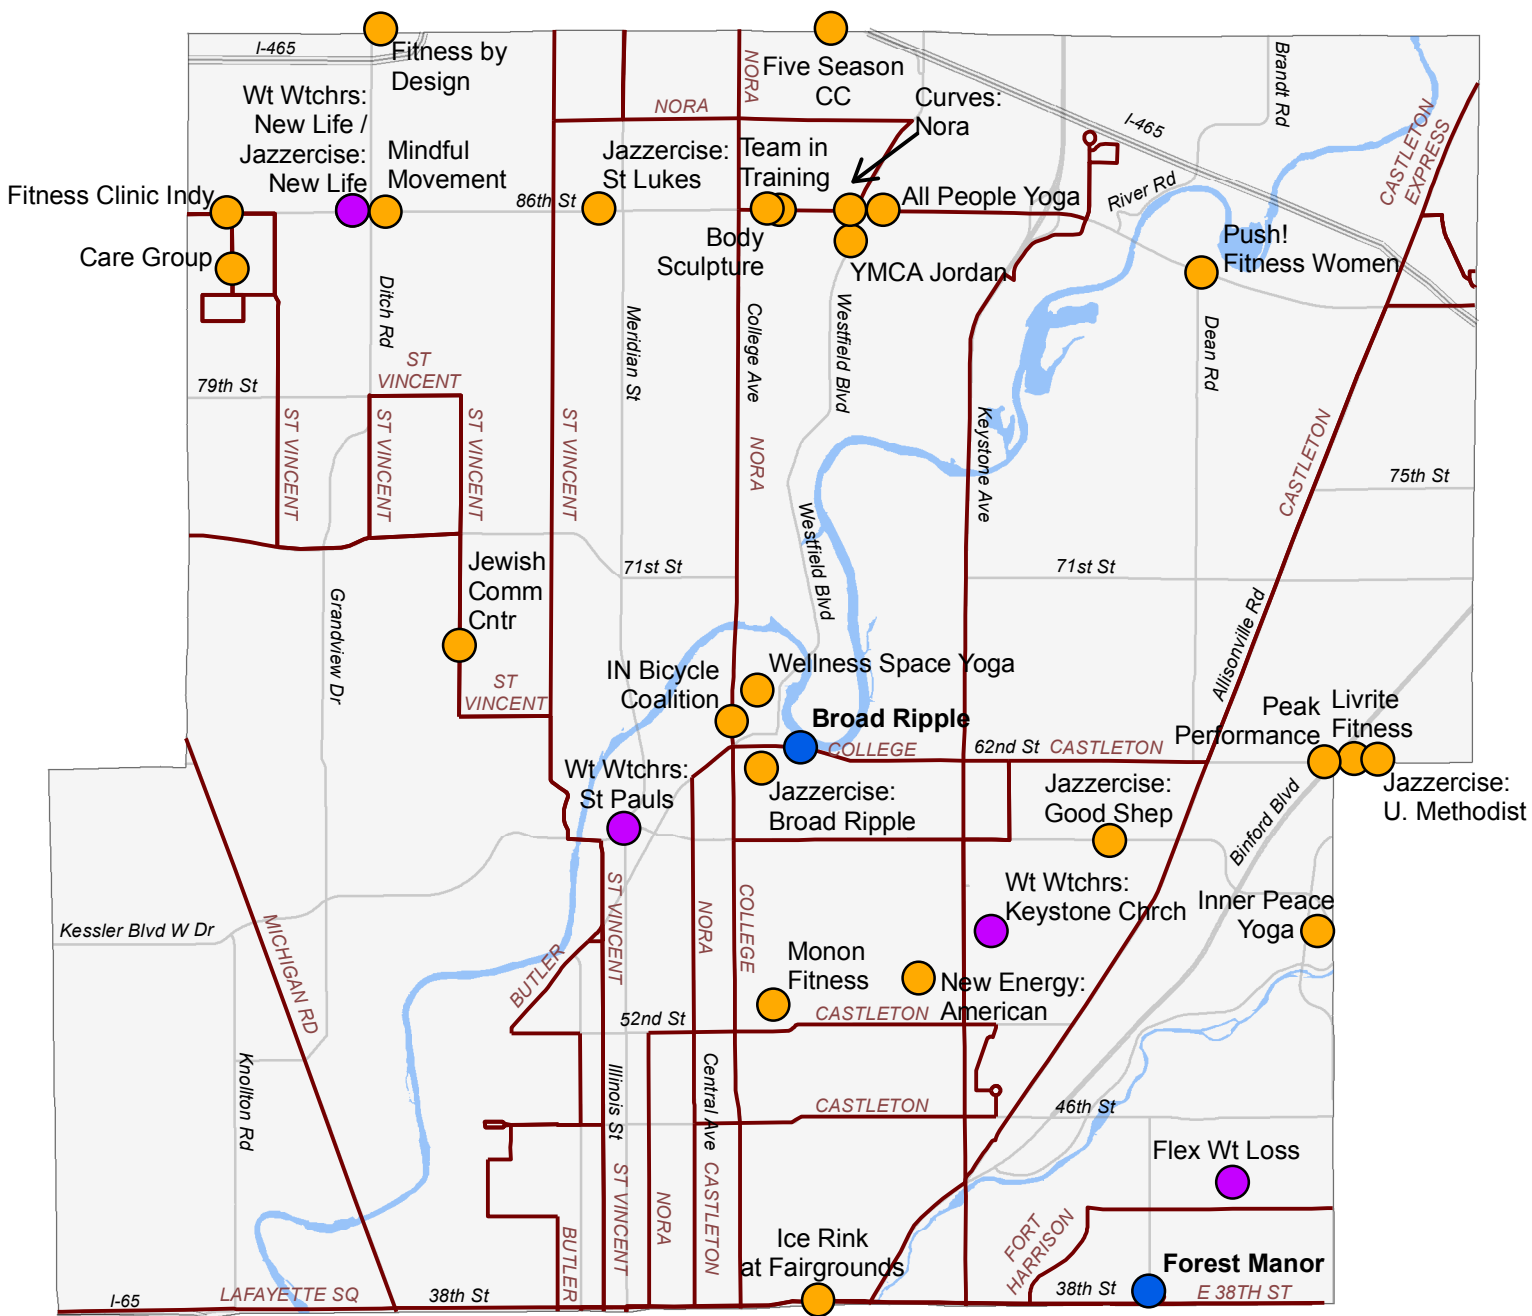 I-465
Fitness by
Design
NORA
NORA
Five Season
CC
Curves:
Nora
I-465
Brandt Rd
CASTLETON
EXPRESS
Wt Wtchrs:
New Life /
Jazzercise:
New Life
Mindful
Movement
Jazzercise:
St Lukes
Team in
Training
Fitness Clinic Indy
86th St
All People Yoga
River Rd
Care Group
Body
Sculpture
YMCA Jordan
Push!
Fitness Women
Ditch Rd
Meridian St
College Ave
Westfield Blvd
Dean Rd
79th St
ST
VINCENT
ST VINCENT
ST VINCENT
ST VINCENT
ST VINCENT
NORA
Keystone Ave
CASTLETON
75th St
Westfield Blvd
Jewish
Comm
Cntr
71st St
71st St
Grandview Dr
Allisonville Rd
ST
VINCENT
IN Bicycle
Coalition
Wellness Space Yoga
Broad Ripple
COLLEGE
62nd St
CASTLETON
Peak
Performance
Livrite
Fitness
Wt Wtchrs:
St Pauls
Jazzercise:
Broad Ripple
Jazzercise:
Good Shep
Jazzercise:
U. Methodist
Binford Blvd
Kessler Blvd W Dr
MICHIGAN RD
BUTLER
ST VINCENT
NORA
COLLEGE
Wt Wtchrs:
Keystone Chrch
Inner Peace
Yoga
Monon
Fitness
New Energy:
American
52nd St
CASTLETON
Knollton Rd
Illinois St
Central Ave
CASTLETON
46th St
Flex Wt Loss
BUTLER
ST VINCENT
NORA
CASTLETON
Ice Rink
at Fairgrounds
FORT
HARRISON
Forest Manor
I-65
LAFAYETTE SQ
38th St
38th St
E 38TH ST